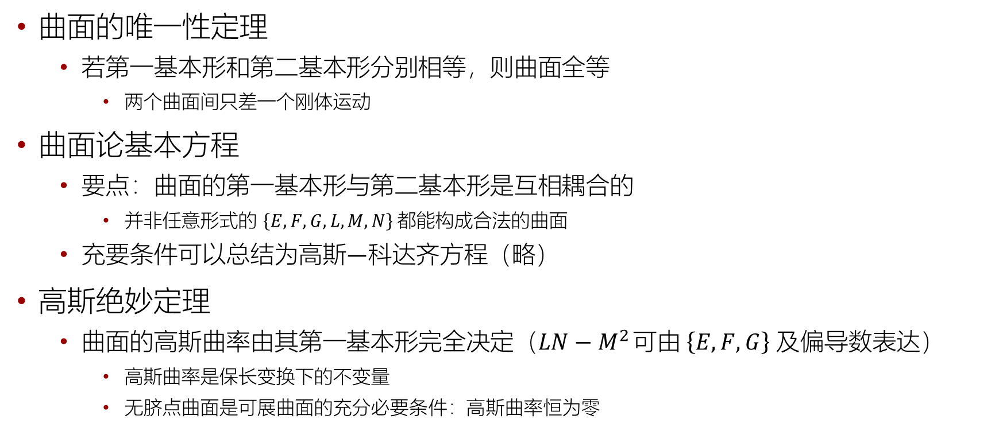 • 曲面的唯一性定理
• 若第一基本形和第二基本形分别相等，则曲面全等
• 两个曲面间只差一个刚体运动
• 曲面论基本方程
• 要点：曲面的第一基本形与第二基本形是互相耦合的
• 并非任意形式的 {E, F, G, L, M, N} 都能构成合法的曲面
• 充要条件可以总结为高斯—科达齐方程（略）
• 高斯绝妙定理
• 曲面的高斯曲率由其第一基本形完全决定（LN − M² 可由 {E, F, G} 及偏导数表达）
• 高斯曲率是保长变换下的不变量
• 无脐点曲面是可展曲面的充分必要条件：高斯曲率恒为零